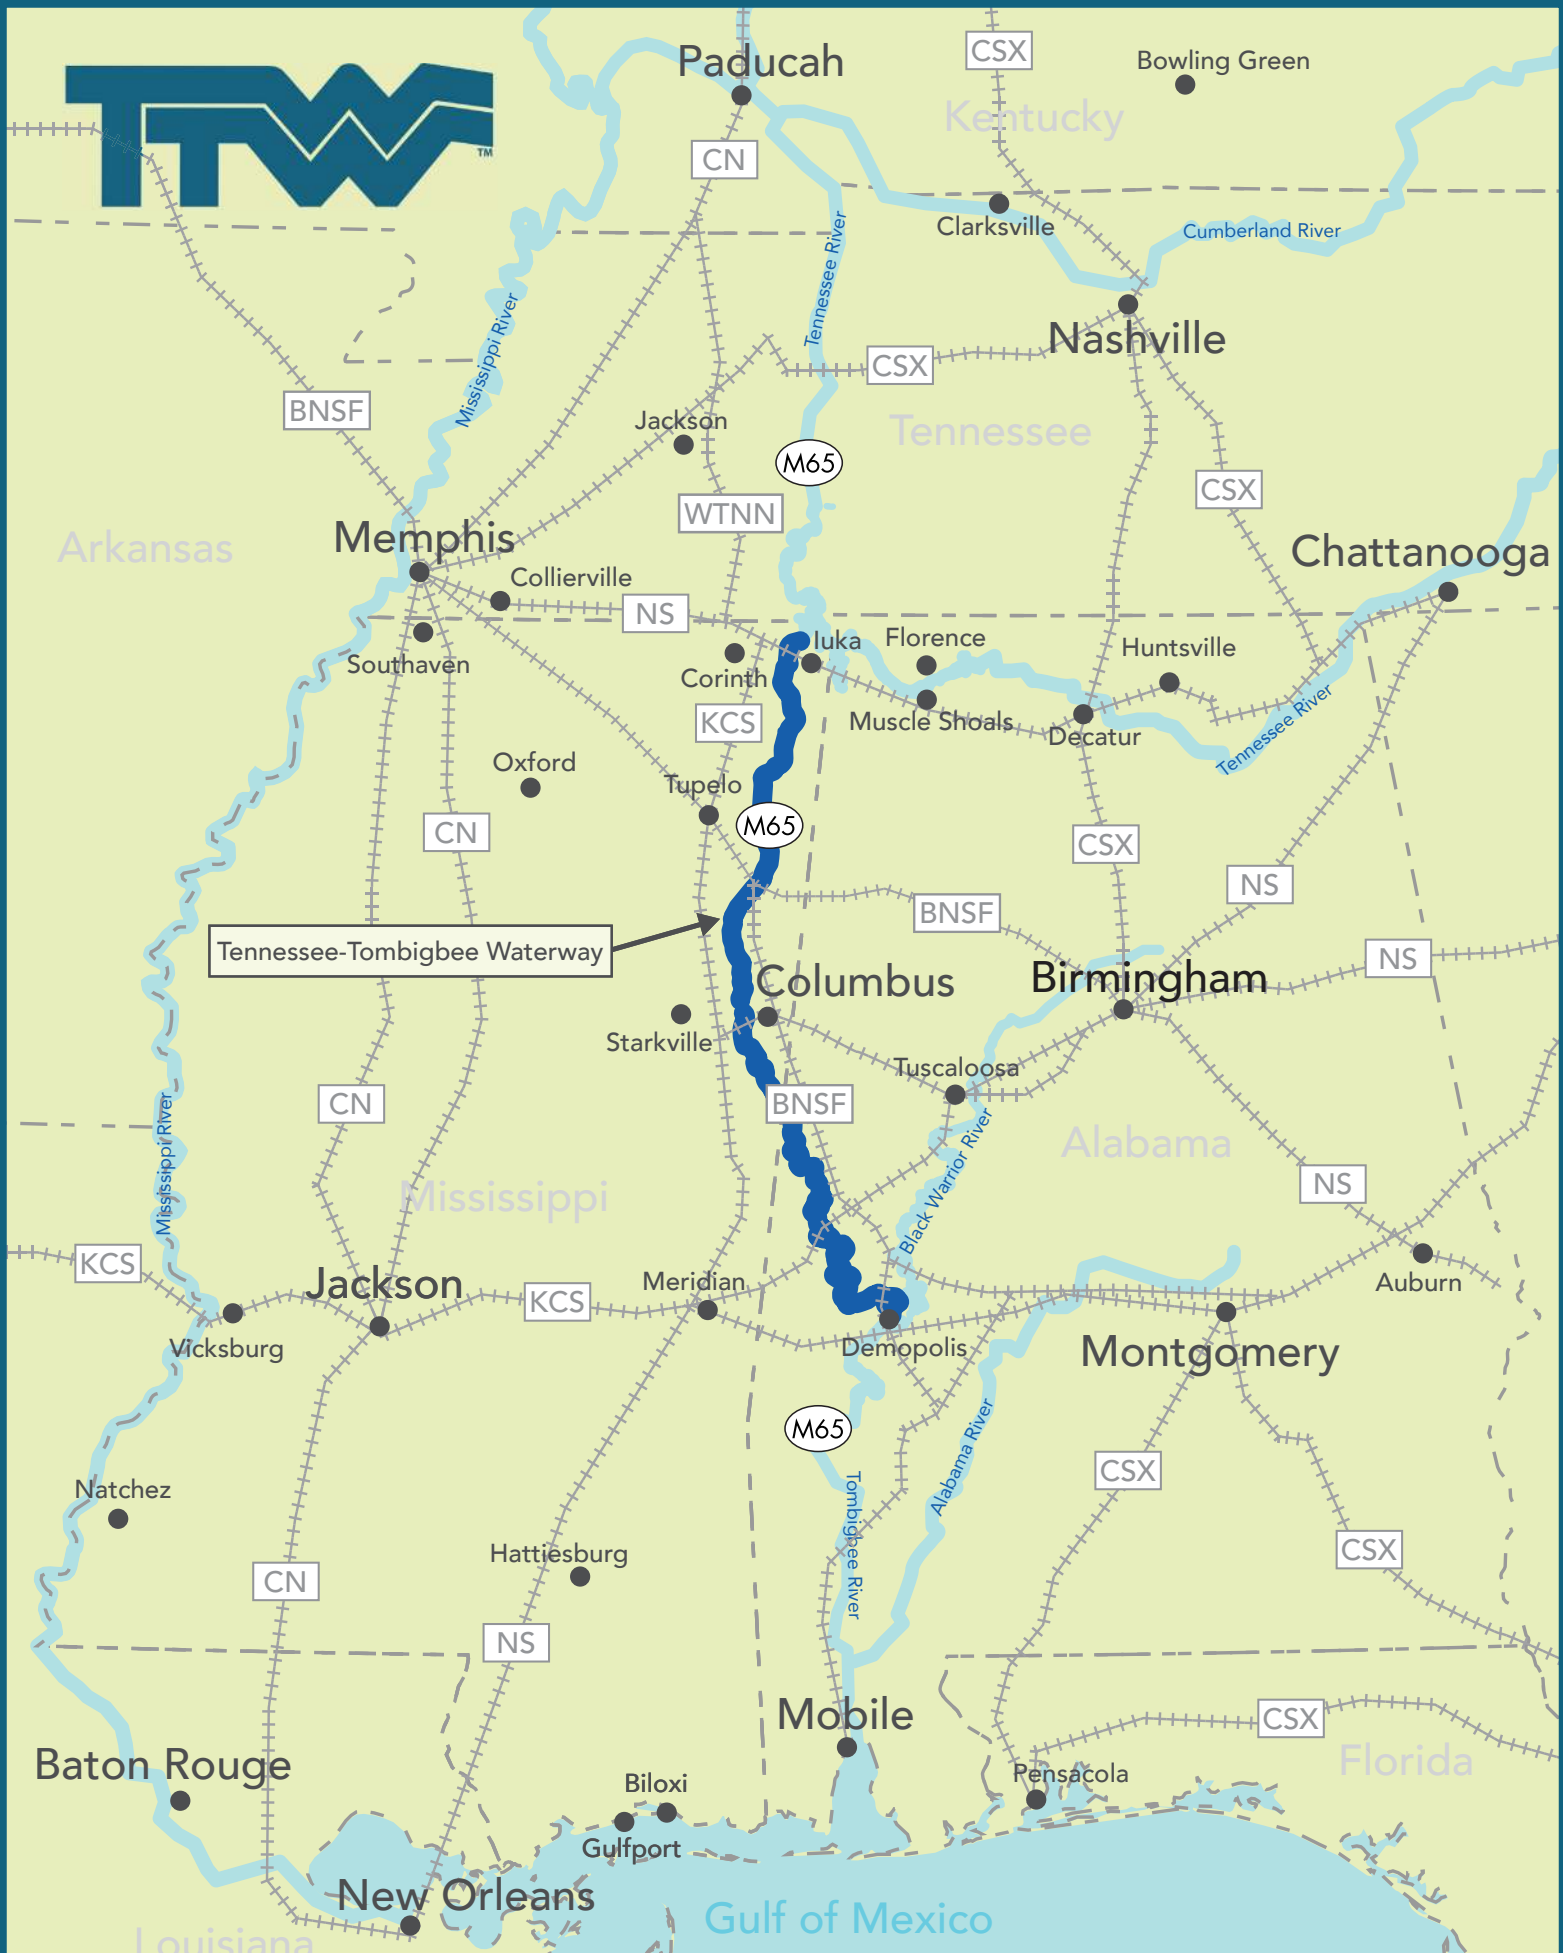 TTW
TM
Paducah
CSX
Bowling Green
Kentucky
CN
Clarksville
Cumberland River
Tennessee River
Mississippi River
Nashville
CSX
BNSF
Jackson
Tennessee
M65
CSX
WTNN
Arkansas
Memphis
Chattanooga
Collierville
NS
Iuka
Florence
Huntsville
Southaven
Corinth
KCS
Muscle Shoals
Decatur
Tennessee River
Oxford
Tupelo
M65
CN
CSX
NS
BNSF
Tennessee-Tombigbee Waterway
NS
Columbus
Birmingham
Starkville
Tuscaloosa
CN
BNSF
Mississippi River
Black Warrior River
Alabama
Mississippi
NS
KCS
Jackson
Meridian
Auburn
KCS
Vicksburg
Demopolis
Montgomery
M65
Alabama River
CSX
Natchez
Tombigbee River
Hattiesburg
CSX
CN
NS
Mobile
CSX
Baton Rouge
Florida
Biloxi
Pensacola
Gulfport
New Orleans
Gulf of Mexico
Louisiana